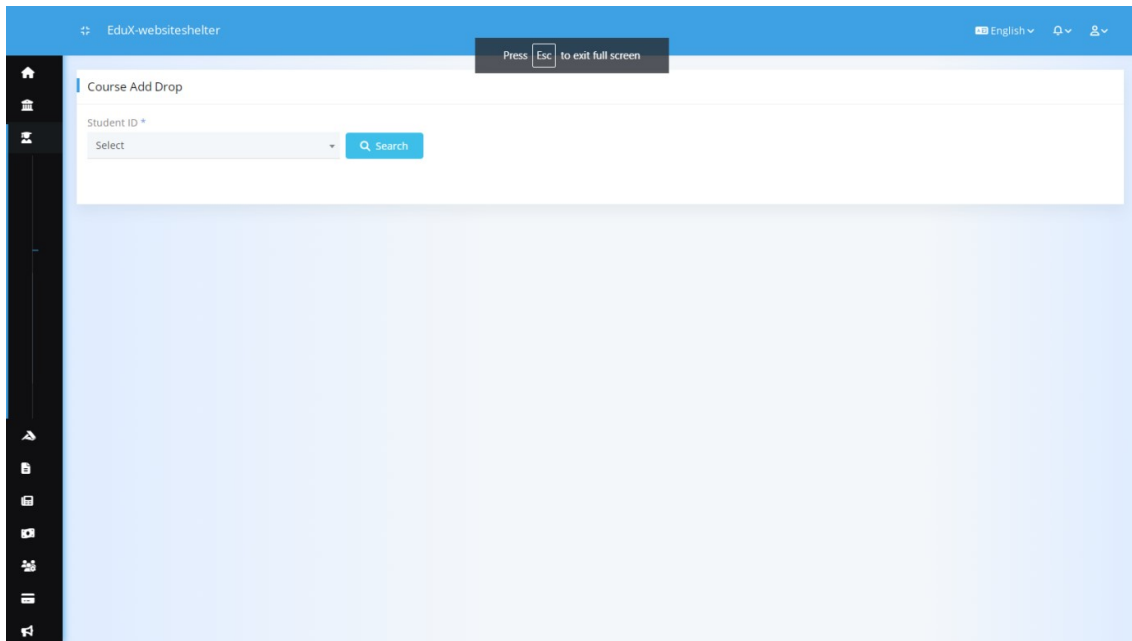 EduX-websiteshelter
English
Press Esc to exit full screen
Course Add Drop
Student ID *
Select
Search